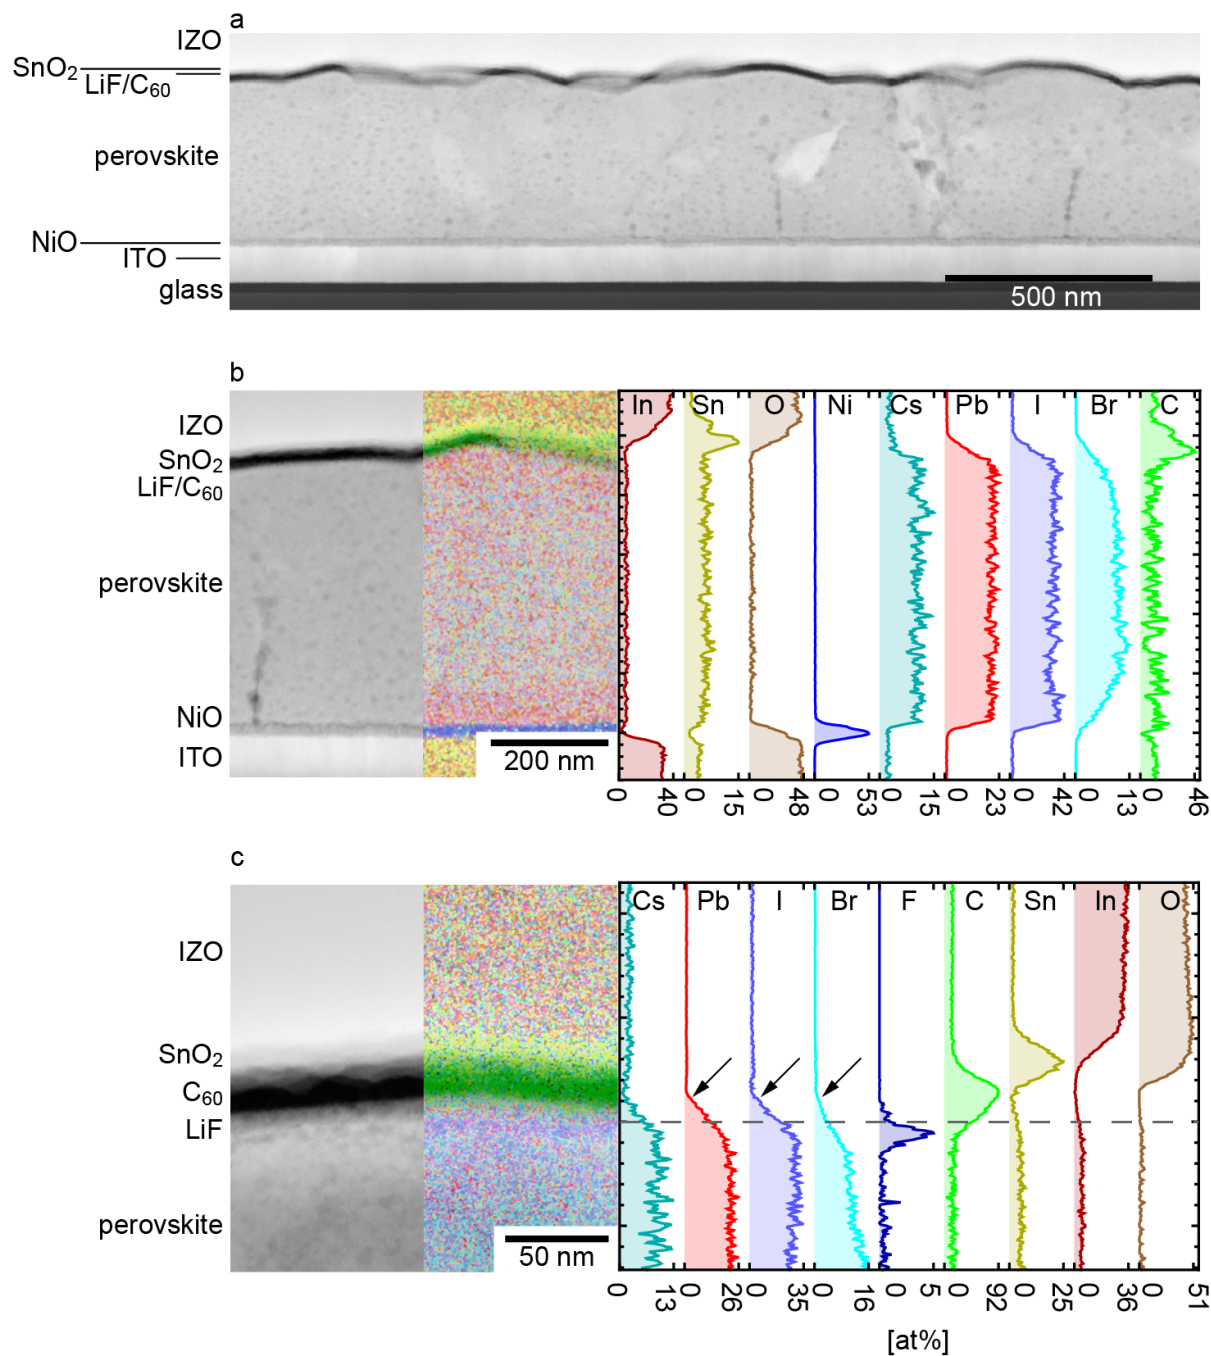 a
IZO
SnO₂
LiF/C₆₀
perovskite
NiO
ITO
glass
500 nm
b
IZO
SnO₂
LiF/C₆₀
perovskite
NiO
ITO
200 nm
In Sn O Ni Cs Pb I Br C
0 40 0 15 0 48 0 53 0 15 0 23 0 42 0 13 0 46
c
IZO
SnO₂
C₆₀
LiF
perovskite
50 nm
Cs Pb I Br F C Sn In O
0 13 0 26 0 35 0 16 0 5 0 92 0 25 0 36 0 51
[at%]